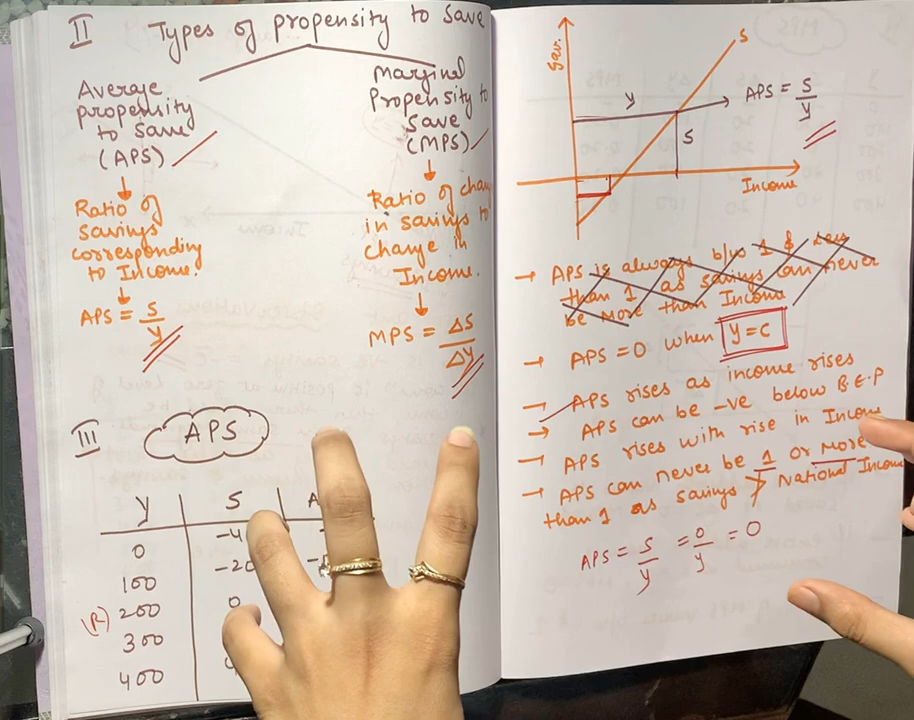 II Types of propensity to save
Average
propensity
to save
(APS)
Ratio of
savings
corresponding
to Income.
APS = S/Y
Marginal
Propensity to
Save
(MPS)
Ratio of chan
in savings to
change in
Income.
MPS = ΔS/ΔY
III APS
Y S A
0 -4
100 -20
(R) 200 0
300
400
Sav.
S
Y
S
APS = S/Y
Income
→ APS is always b/w 1 & less
than 1 as savings can never
be more than Income
→ APS = 0 when Y = C
→ APS rises as income rises
→ APS can be -ve below B.E.P
→ APS rises with rise in Income
→ APS can never be 1 or more
than 1 as savings ≯ National Income
APS = S/Y = 0/Y = 0